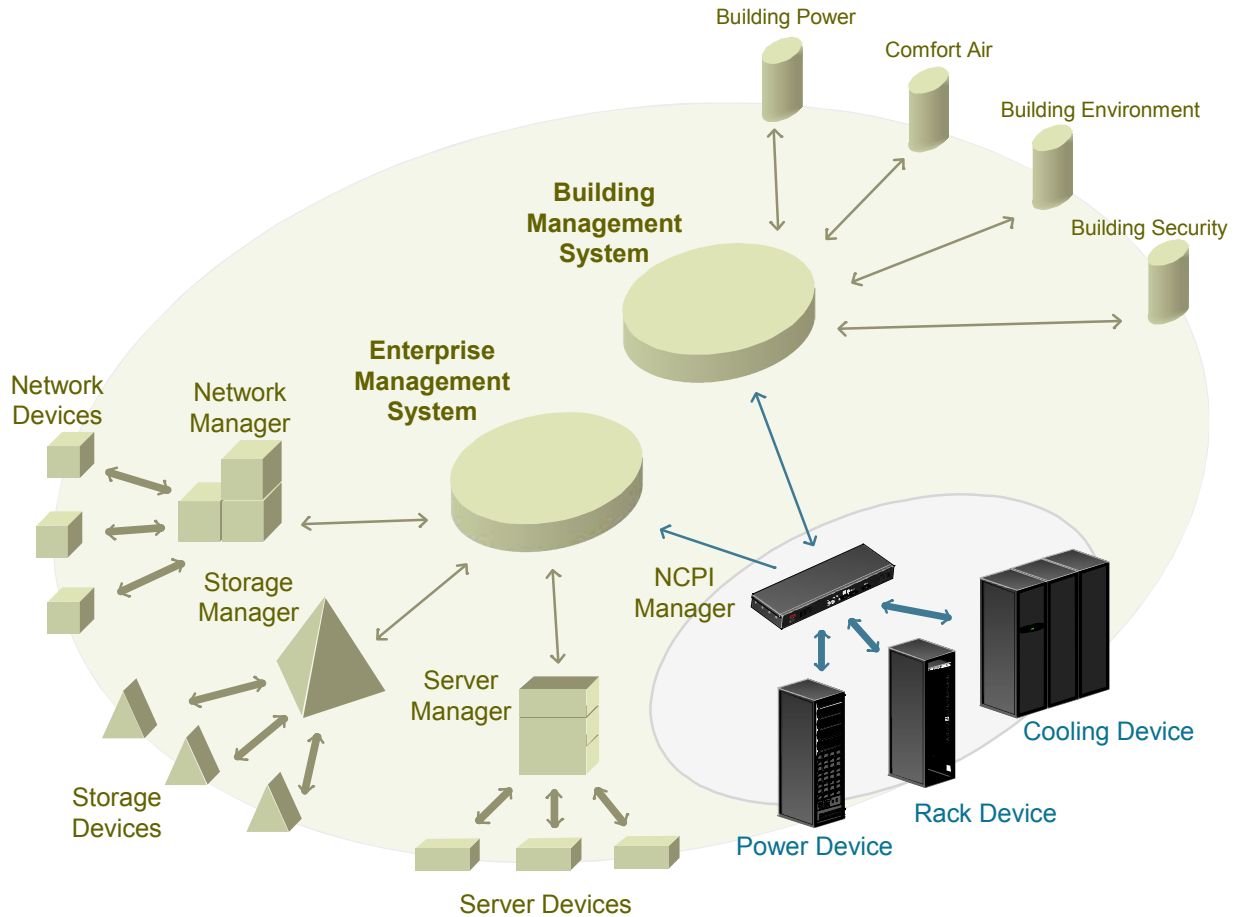 Building Power
Comfort Air
Building Environment
Building Security
Building
Management
System
Enterprise
Management
System
Network
Devices
Network
Manager
Storage
Manager
NCPI
Manager
Server
Manager
Cooling Device
Rack Device
Power Device
Storage
Devices
Server Devices